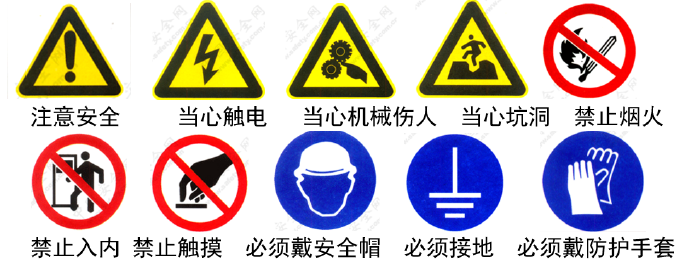 注意安全 当心触电 当心机械伤人 当心坑洞 禁止烟火
禁止入内 禁止触摸 必须戴安全帽 必须接地 必须戴防护手套